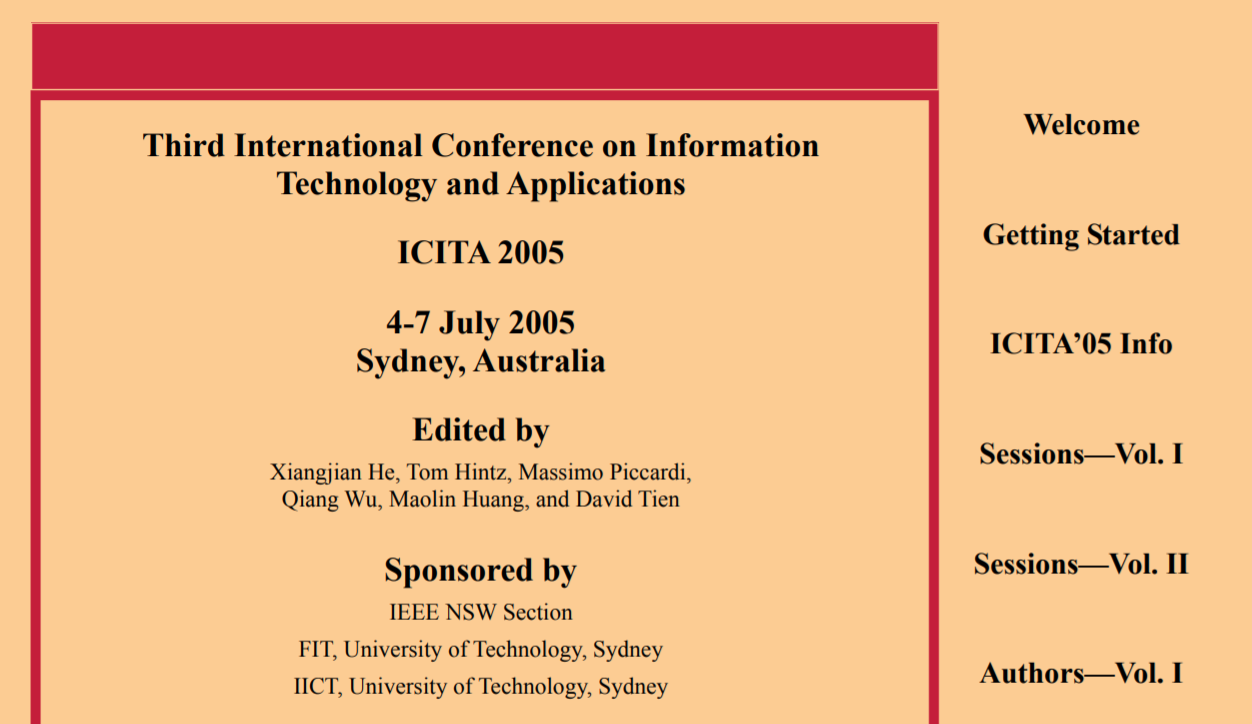 Third International Conference on Information
Technology and Applications
ICITA 2005
4-7 July 2005
Sydney, Australia
Edited by
Xiangjian He, Tom Hintz, Massimo Piccardi,
Qiang Wu, Maolin Huang, and David Tien
Sponsored by
IEEE NSW Section
FIT, University of Technology, Sydney
IICT, University of Technology, Sydney
Welcome
Getting Started
ICITA’05 Info
Sessions—Vol. I
Sessions—Vol. II
Authors—Vol. I